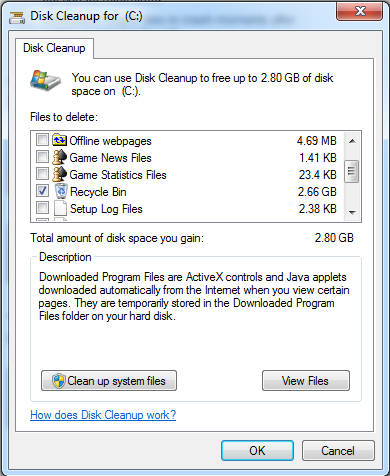 Disk Cleanup for  (C:)
Disk Cleanup
You can use Disk Cleanup to free up to 2.80 GB of disk
space on  (C:).
Files to delete:
Offline webpages 4.69 MB
Game News Files 1.41 KB
Game Statistics Files 23.4 KB
Recycle Bin 2.66 GB
Setup Log Files 2.38 KB
Total amount of disk space you gain: 2.80 GB
Description
Downloaded Program Files are ActiveX controls and Java applets
downloaded automatically from the Internet when you view certain
pages. They are temporarily stored in the Downloaded Program
Files folder on your hard disk.
Clean up system files View Files
How does Disk Cleanup work?
OK Cancel